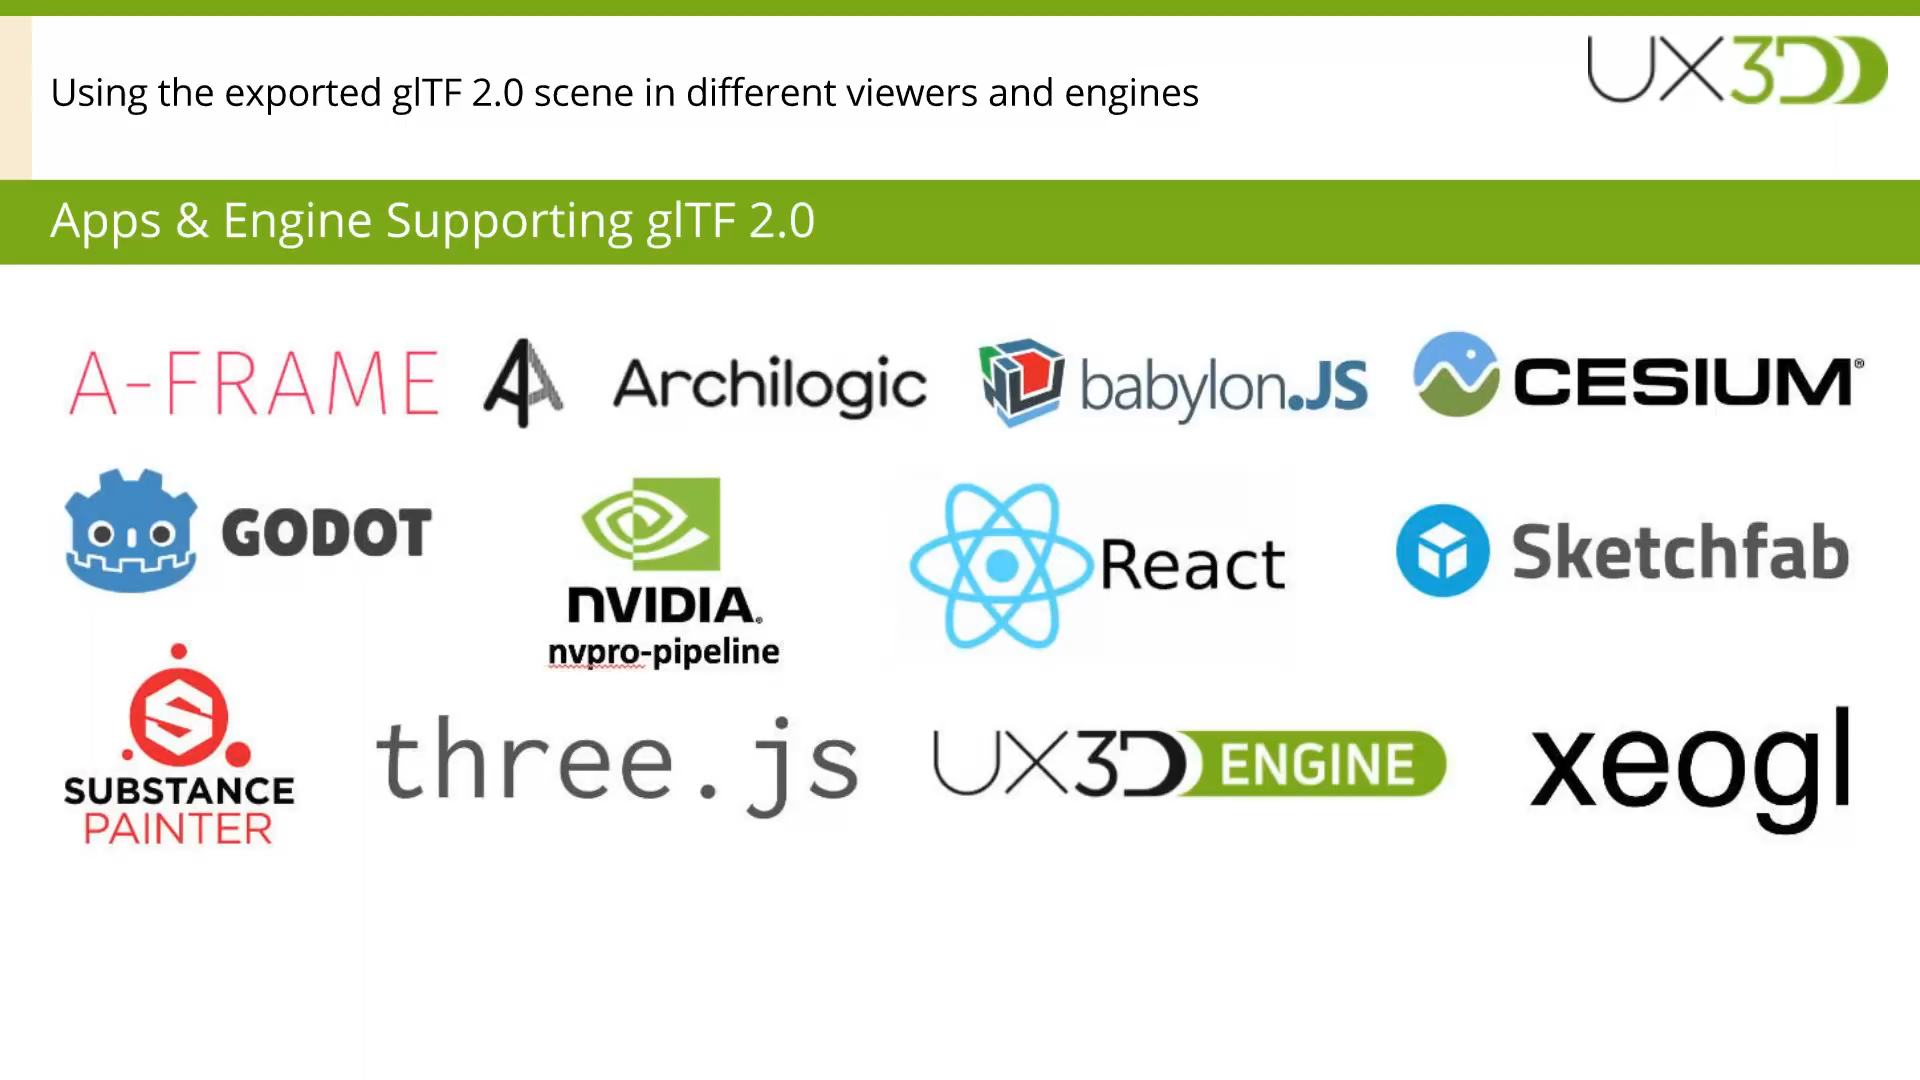 Using the exported glTF 2.0 scene in different viewers and engines
UX3D
Apps & Engine Supporting glTF 2.0
A-FRAME
Archilogic
babylon.JS
CESIUM®
GODOT
NVIDIA®
nvpro-pipeline
React
Sketchfab
SUBSTANCE
PAINTER
three.js
UX3D ENGINE
xeogl